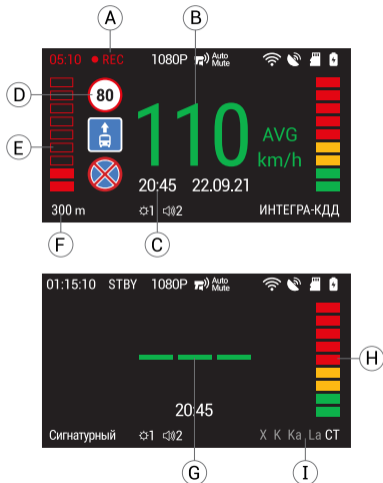 A
B
05:10 REC 1080P Auto Mute
D
80
110
AVG
km/h
E
20:45 22.09.21
300 m 1 2 ИНТЕГРА-КДД
F
C
01:15:10 STBY 1080P Auto Mute
H
20:45
Сигнатурный 1 2 X K Ka La CT
G
I